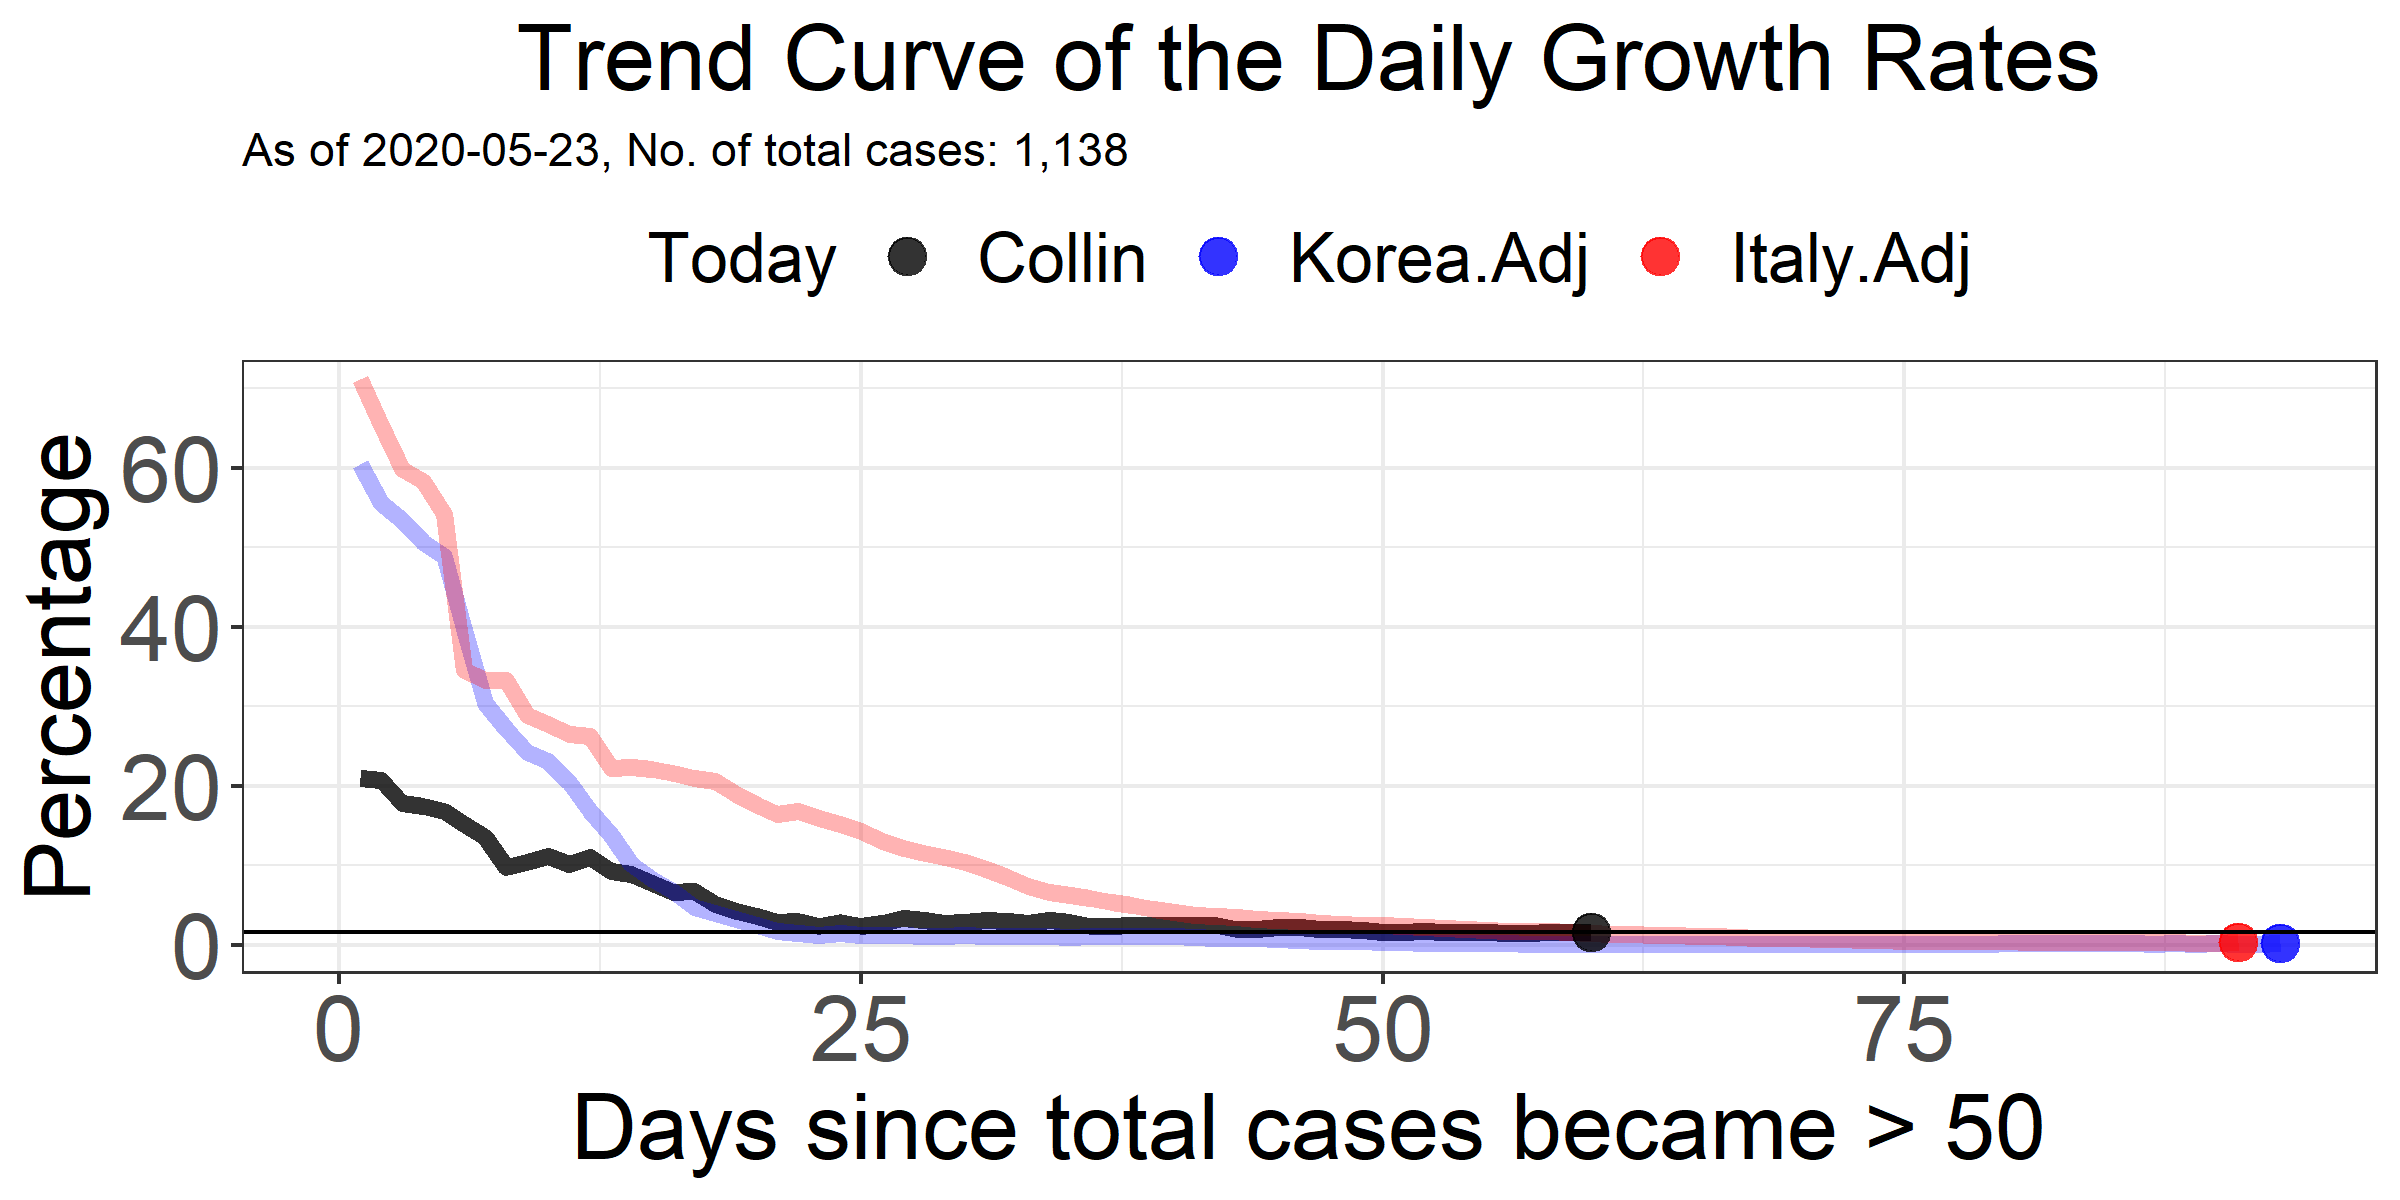 Trend Curve of the Daily Growth Rates
As of 2020-05-23, No. of total cases: 1,138
Today Collin Korea.Adj Italy.Adj
Percentage
60
40
20
0
0 25 50 75
Days since total cases became > 50